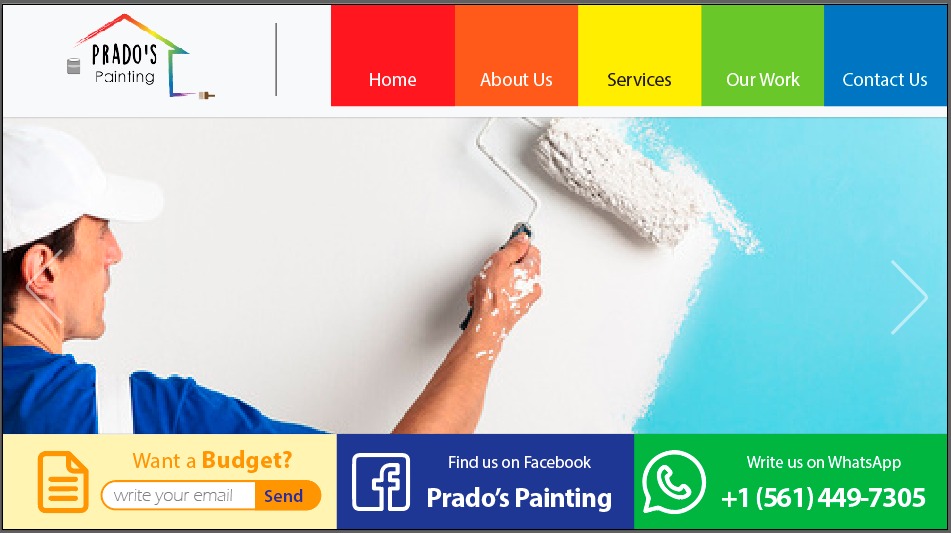 PRADO'S
Painting
Home
About Us
Services
Our Work
Contact Us
Want a Budget?
write your email
Send
Find us on Facebook
Prado's Painting
Write us on WhatsApp
+1 (561) 449-7305